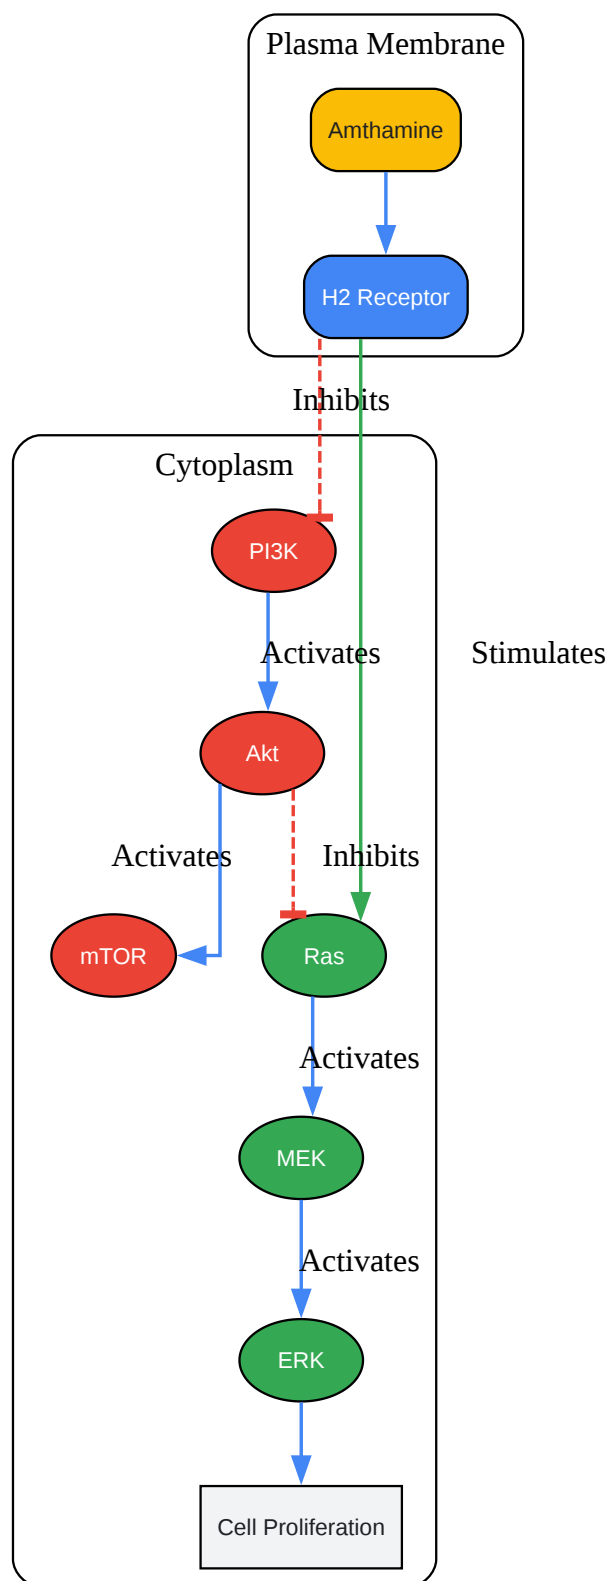 Plasma Membrane
Amthamine
H2 Receptor
Inhibits
Cytoplasm
PI3K
Activates
Stimulates
Akt
Activates
Inhibits
mTOR
Ras
Activates
MEK
Activates
ERK
Cell Proliferation